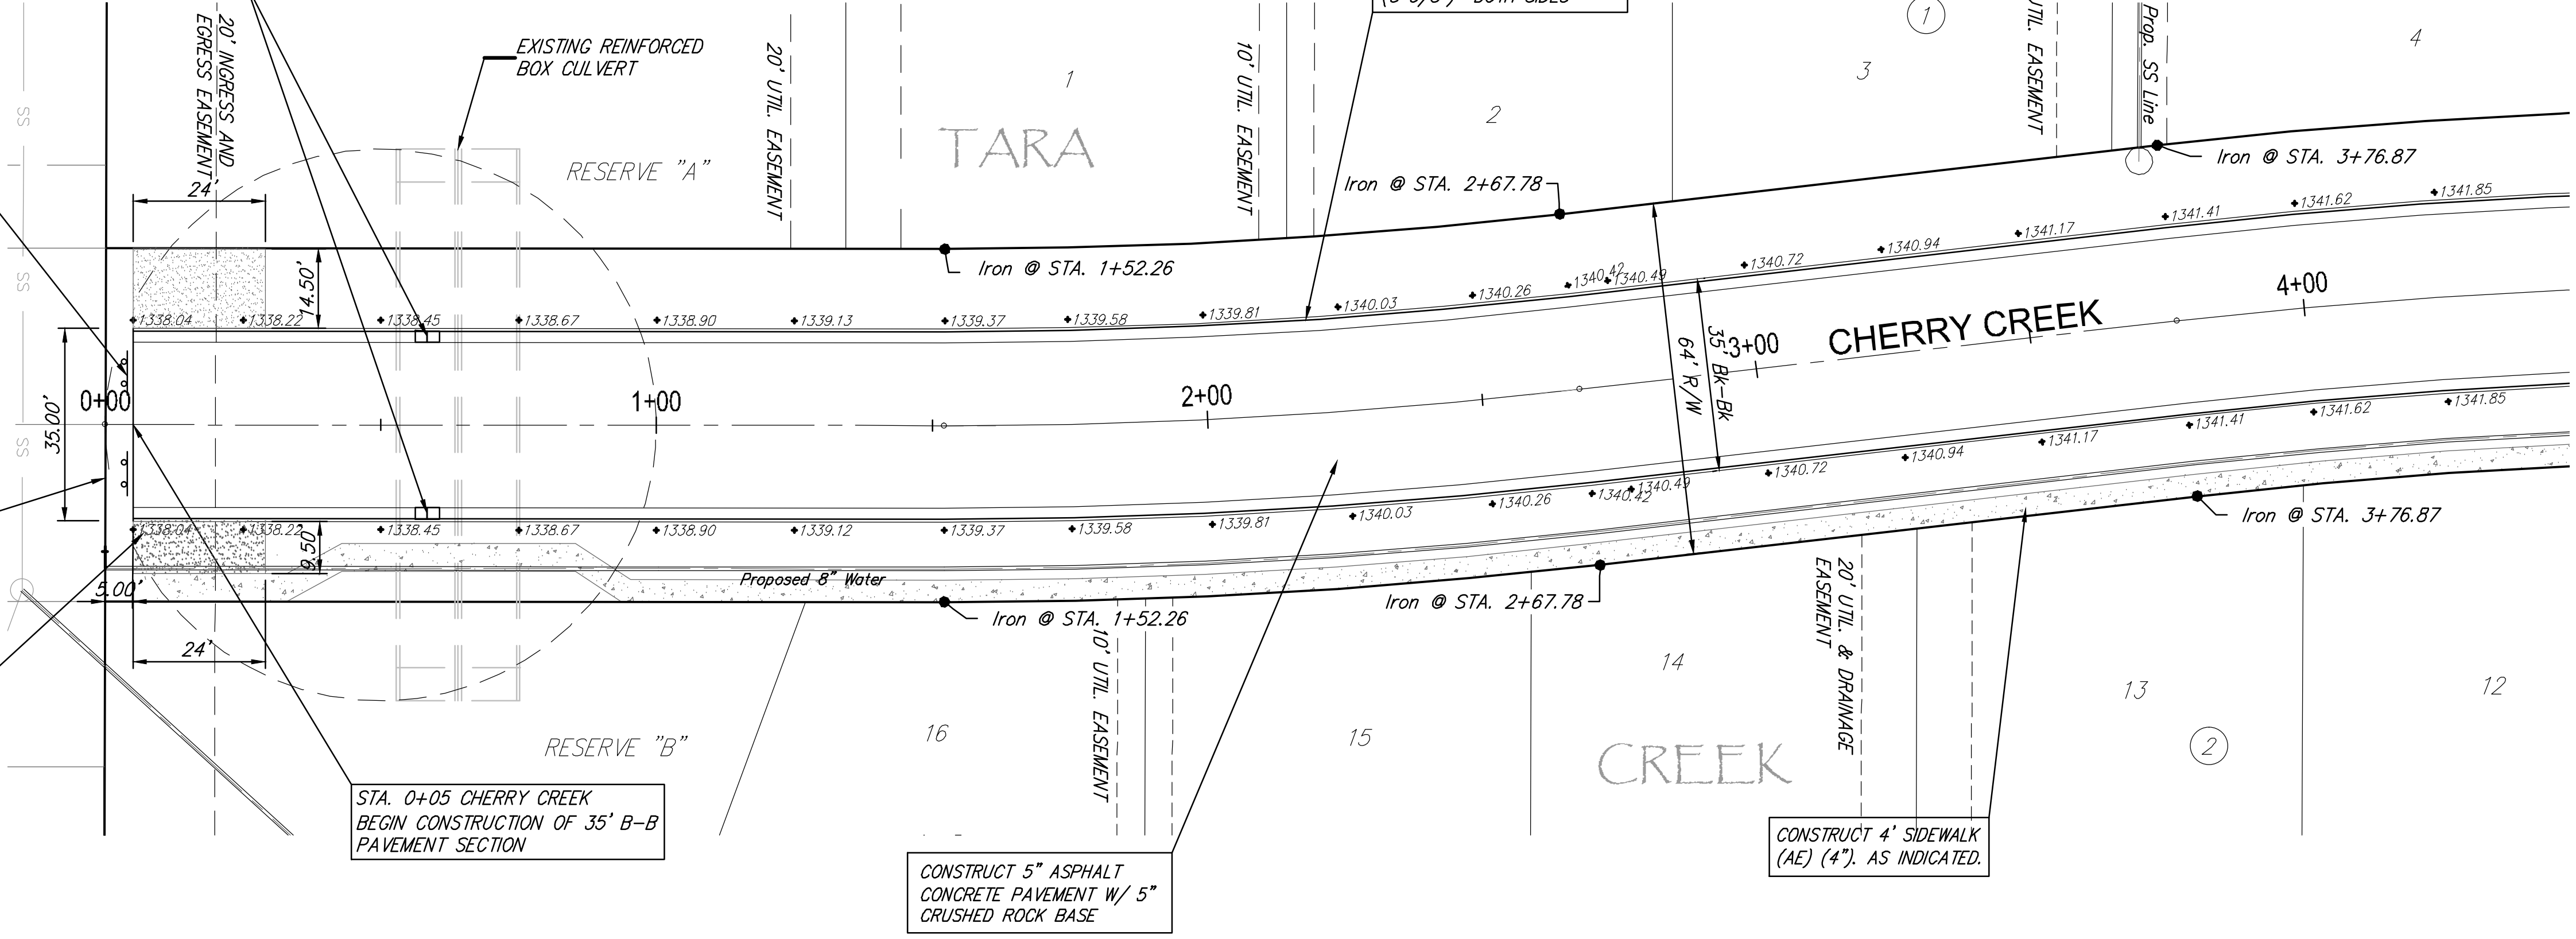 20' INGRESS AND
EGRESS EASEMENT
EXISTING REINFORCED
BOX CULVERT
RESERVE "A"
20' UTIL. EASEMENT
1
TARA
10' UTIL. EASEMENT
2
3
1
UTIL. EASEMENT
Prop. SS Line
4
SS
SS
SS
24'
14.50'
Iron @ STA. 1+52.26
Iron @ STA. 2+67.78
Iron @ STA. 3+76.87
1338.04
1338.22
1338.45
1338.67
1338.90
1339.13
1339.37
1339.58
1339.81
1340.03
1340.26
1340.42
1340.49
1340.72
1340.94
1341.17
1341.41
1341.62
1341.85
35.00'
0+00
1+00
2+00
3+00
4+00
CHERRY CREEK
35' Bk-Bk
64' R/W
1338.04
1338.22
1338.45
1338.67
1338.90
1339.12
1339.37
1339.58
1339.81
1340.03
1340.26
1340.42
1340.49
1340.72
1340.94
1341.17
1341.41
1341.62
1341.85
9.50'
5.00'
24'
Proposed 8" Water
Iron @ STA. 1+52.26
Iron @ STA. 2+67.78
Iron @ STA. 3+76.87
RESERVE "B"
16
10' UTIL. EASEMENT
15
14
CREEK
20' UTIL. & DRAINAGE
EASEMENT
13
2
12
STA. 0+05 CHERRY CREEK
BEGIN CONSTRUCTION OF 35' B-B
PAVEMENT SECTION
CONSTRUCT 5" ASPHALT
CONCRETE PAVEMENT W/ 5"
CRUSHED ROCK BASE
CONSTRUCT 4' SIDEWALK
(AE) (4"). AS INDICATED.